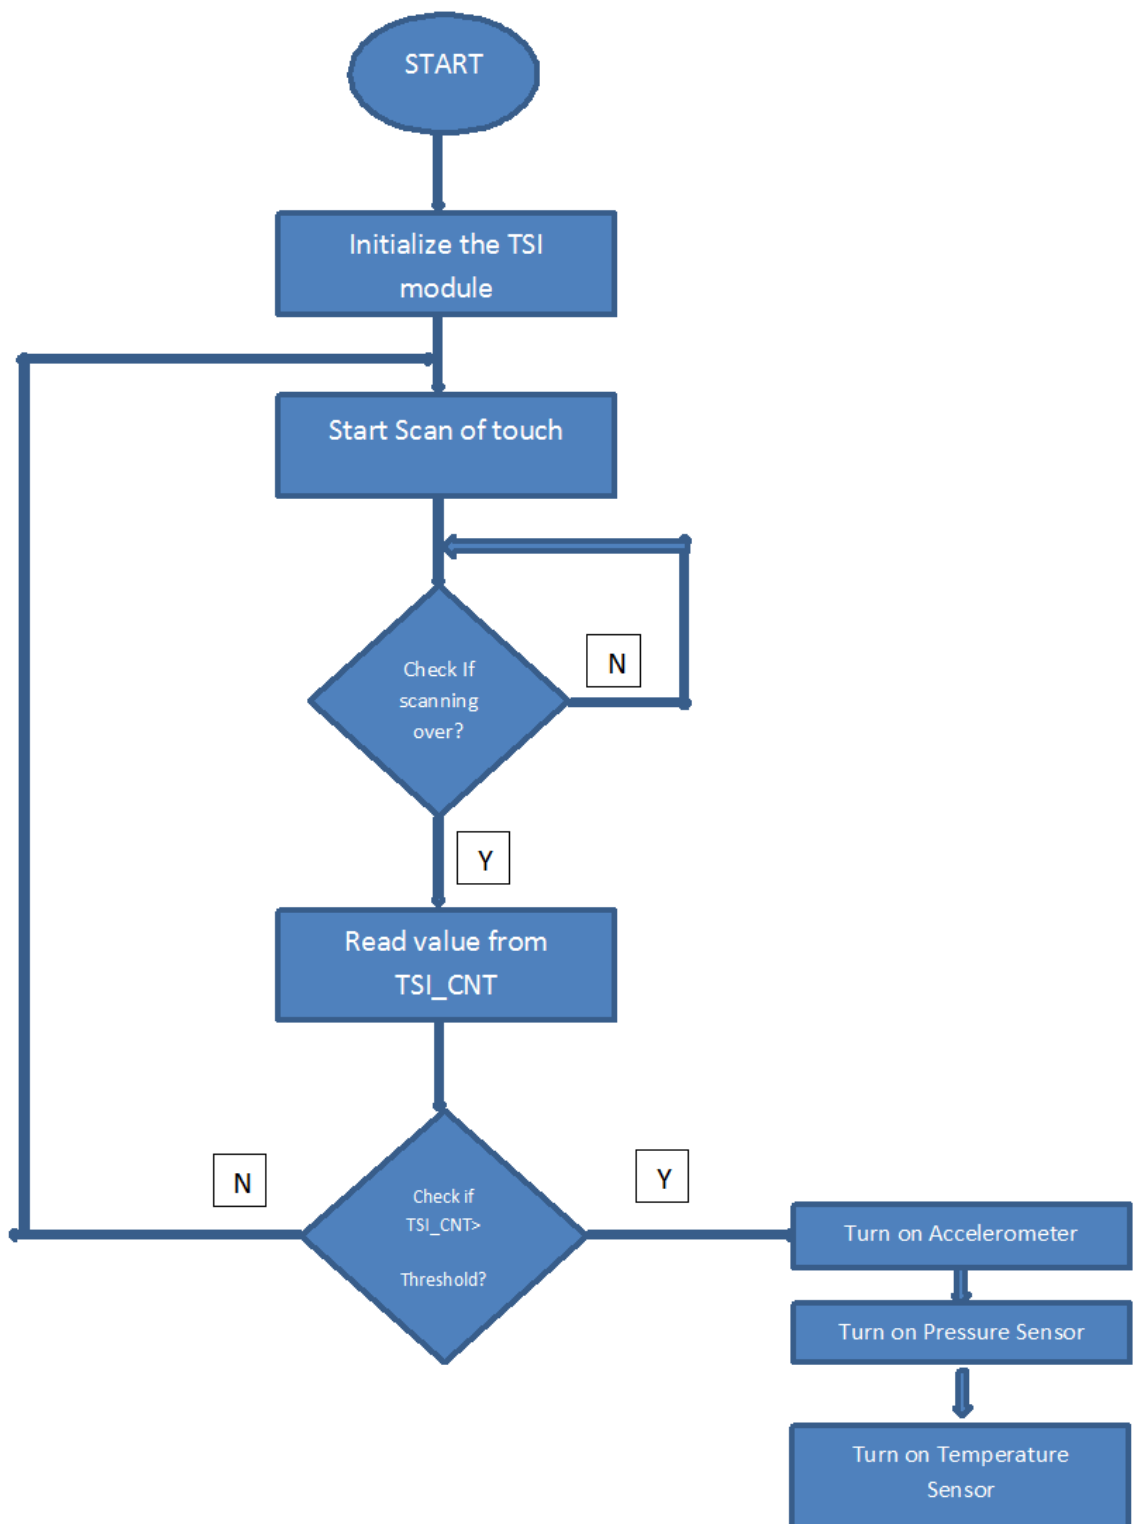 START
Initialize the TSI
module
Start Scan of touch
Check If
scanning
over?
N
Y
Read value from
TSI_CNT
Check if
TSI_CNT>
Threshold?
N
Y
Turn on Accelerometer
Turn on Pressure Sensor
Turn on Temperature
Sensor